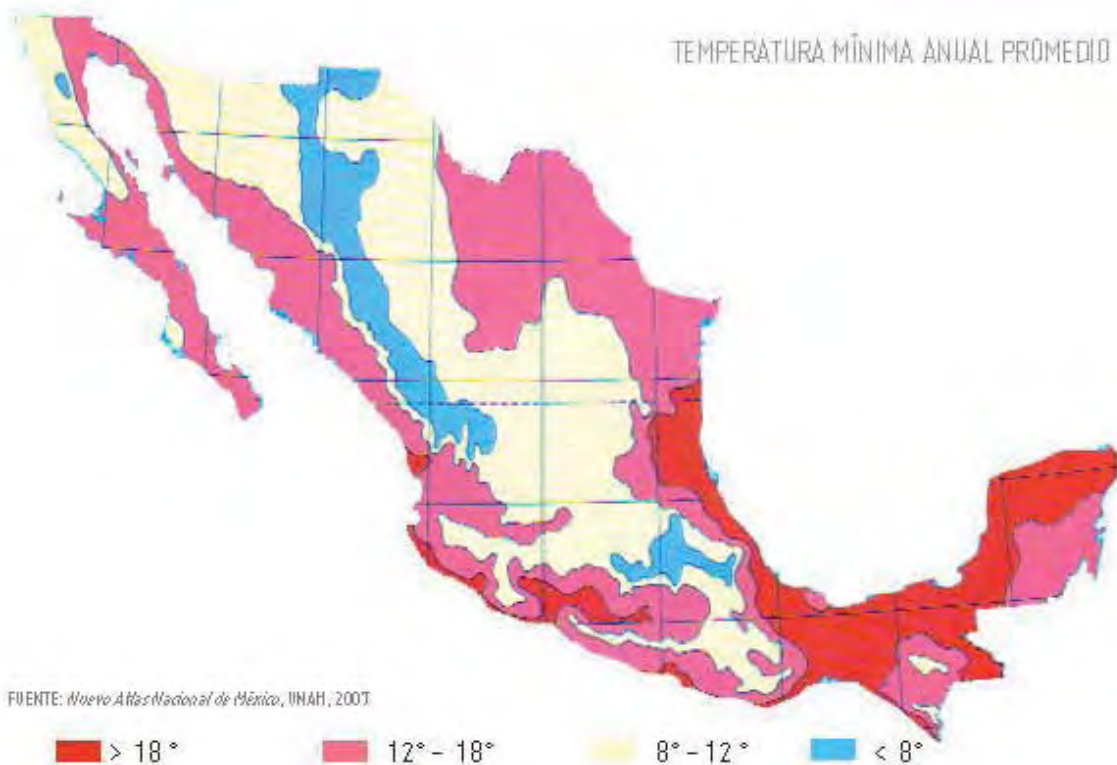 TEMPERATURA MÍNIMA ANUAL PROMEDIO
FUENTE: Nuevo Atlas Nacional de México, UNAM, 2007
> 18° 12° - 18° 8° - 12° < 8°